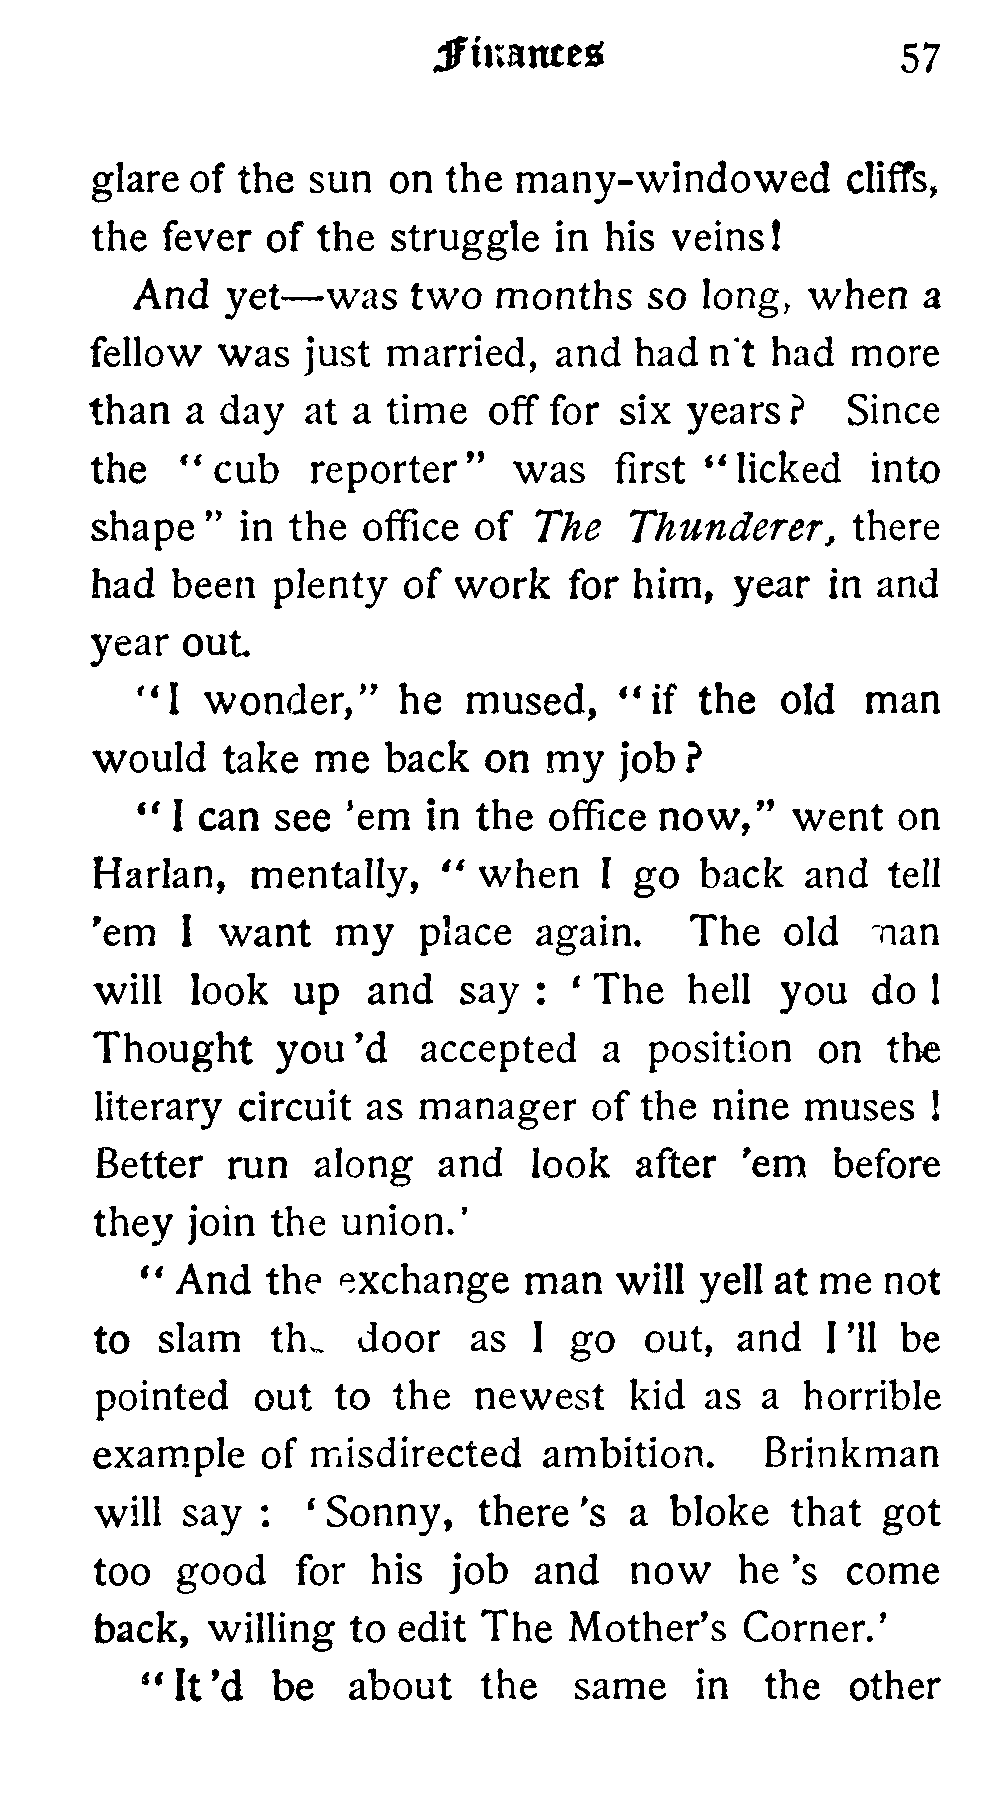 Finances 57
glare of the sun on the many-windowed cliffs,
the fever of the struggle in his veins!
And yet—was two months so long, when a
fellow was just married, and had n't had more
than a day at a time off for six years? Since
the "cub reporter" was first "licked into
shape" in the office of The Thunderer, there
had been plenty of work for him, year in and
year out.
"I wonder," he mused, "if the old man
would take me back on my job?
"I can see 'em in the office now," went on
Harlan, mentally, "when I go back and tell
'em I want my place again. The old man
will look up and say: 'The hell you do!
Thought you'd accepted a position on the
literary circuit as manager of the nine muses!
Better run along and look after 'em before
they join the union.'
"And the exchange man will yell at me not
to slam the door as I go out, and I'll be
pointed out to the newest kid as a horrible
example of misdirected ambition. Brinkman
will say: 'Sonny, there's a bloke that got
too good for his job and now he's come
back, willing to edit The Mother's Corner.'
"It'd be about the same in the other